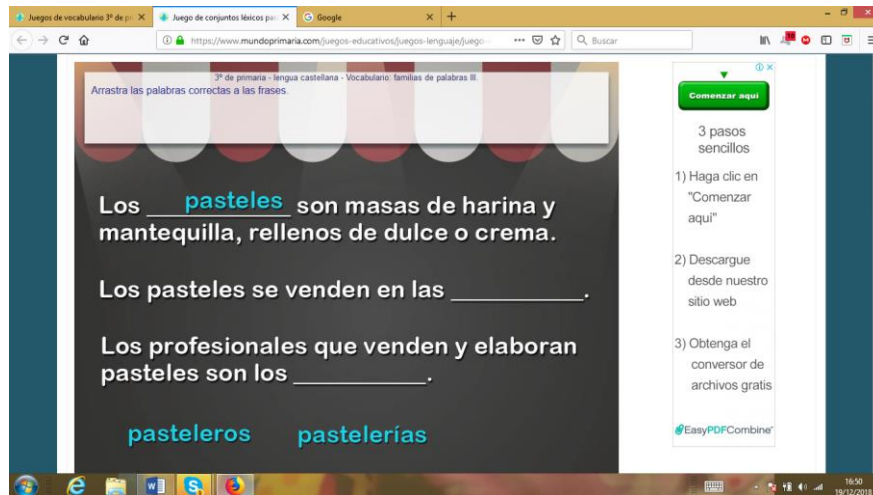 Juegos de vocabulario 3º de pri
Juego de conjuntos léxicos par
Google
https://www.mundoprimaria.com/juegos-educativos/juegos-lenguaje/juego-
Buscar
3º de primaria - lengua castellana - Vocabulario: familias de palabras III.
Arrastra las palabras correctas a las frases.
Los pasteles son masas de harina y
mantequilla, rellenos de dulce o crema.
Los pasteles se venden en las ____________.
Los profesionales que venden y elaboran
pasteles son los ____________.
pasteleros pastelerías
Comenzar aquí
3 pasos
sencillos
1) Haga clic en
"Comenzar
aquí"
2) Descargue
desde nuestro
sitio web
3) Obtenga el
conversor de
archivos gratis
EasyPDFCombine
16:50
19/12/2018